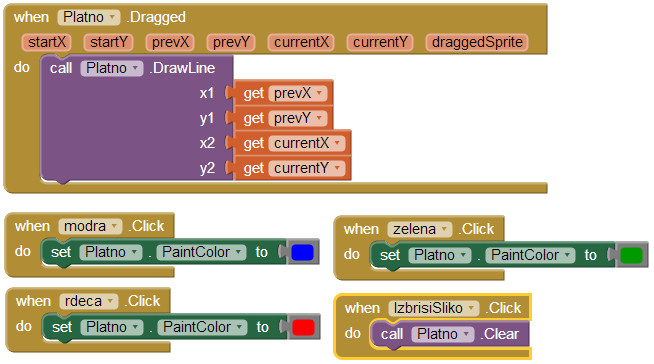 when Platno .Dragged
startX startY prevX prevY currentX currentY draggedSprite
do call Platno .DrawLine
x1 get prevX
y1 get prevY
x2 get currentX
y2 get currentY
when modra .Click
do set Platno . PaintColor to
when zelena .Click
do set Platno . PaintColor to
when rdeca .Click
do set Platno . PaintColor to
when IzbrisiSliko .Click
do call Platno .Clear